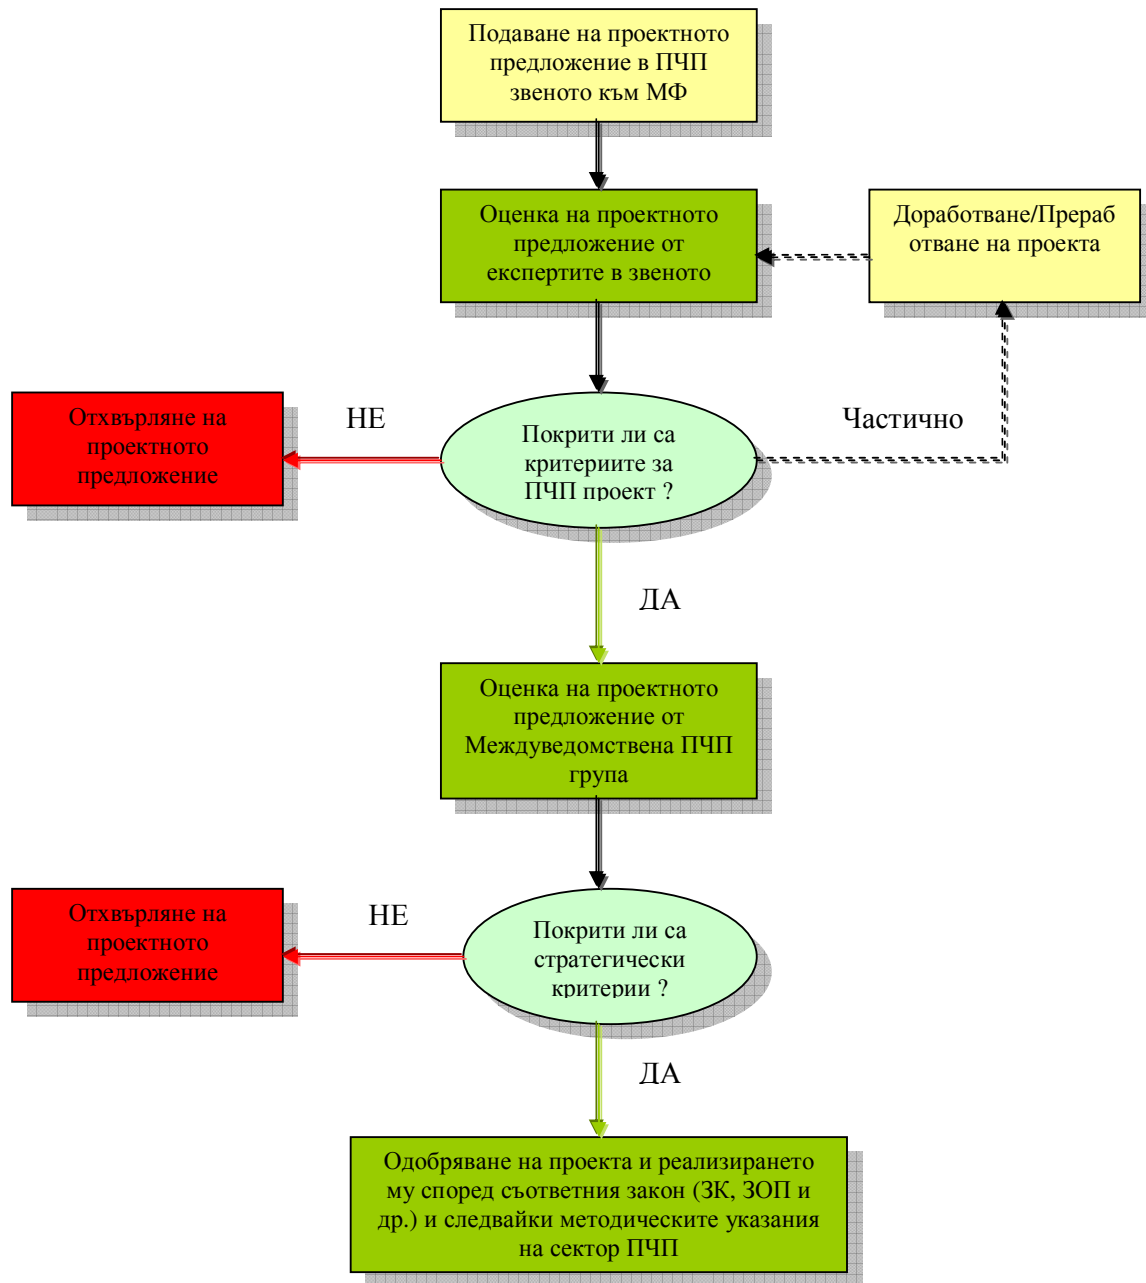 Подаване на проектното
предложение в ПЧП
звеното към МФ
Оценка на проектното
предложение от
експертите в звеното
Доработване/Прераб
отване на проекта
Отхвърляне на
проектното
предложение
НЕ
Покрити ли са
критериите за
ПЧП проект ?
Частично
ДА
Оценка на проектното
предложение от
Междуведомствена ПЧП
група
Отхвърляне на
проектното
предложение
НЕ
Покрити ли са
стратегически
критерии ?
ДА
Одобряване на проекта и реализирането
му според съответния закон (ЗК, ЗОП и
др.) и следвайки методическите указания
на сектор ПЧП